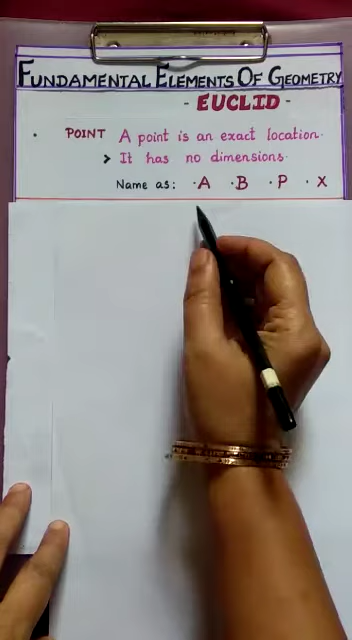 FUNDAMENTAL ELEMENTS OF GEOMETRY
- EUCLID -
• POINT A point is an exact location.
> It has no dimensions.
Name as: ·A ·B ·P ·X